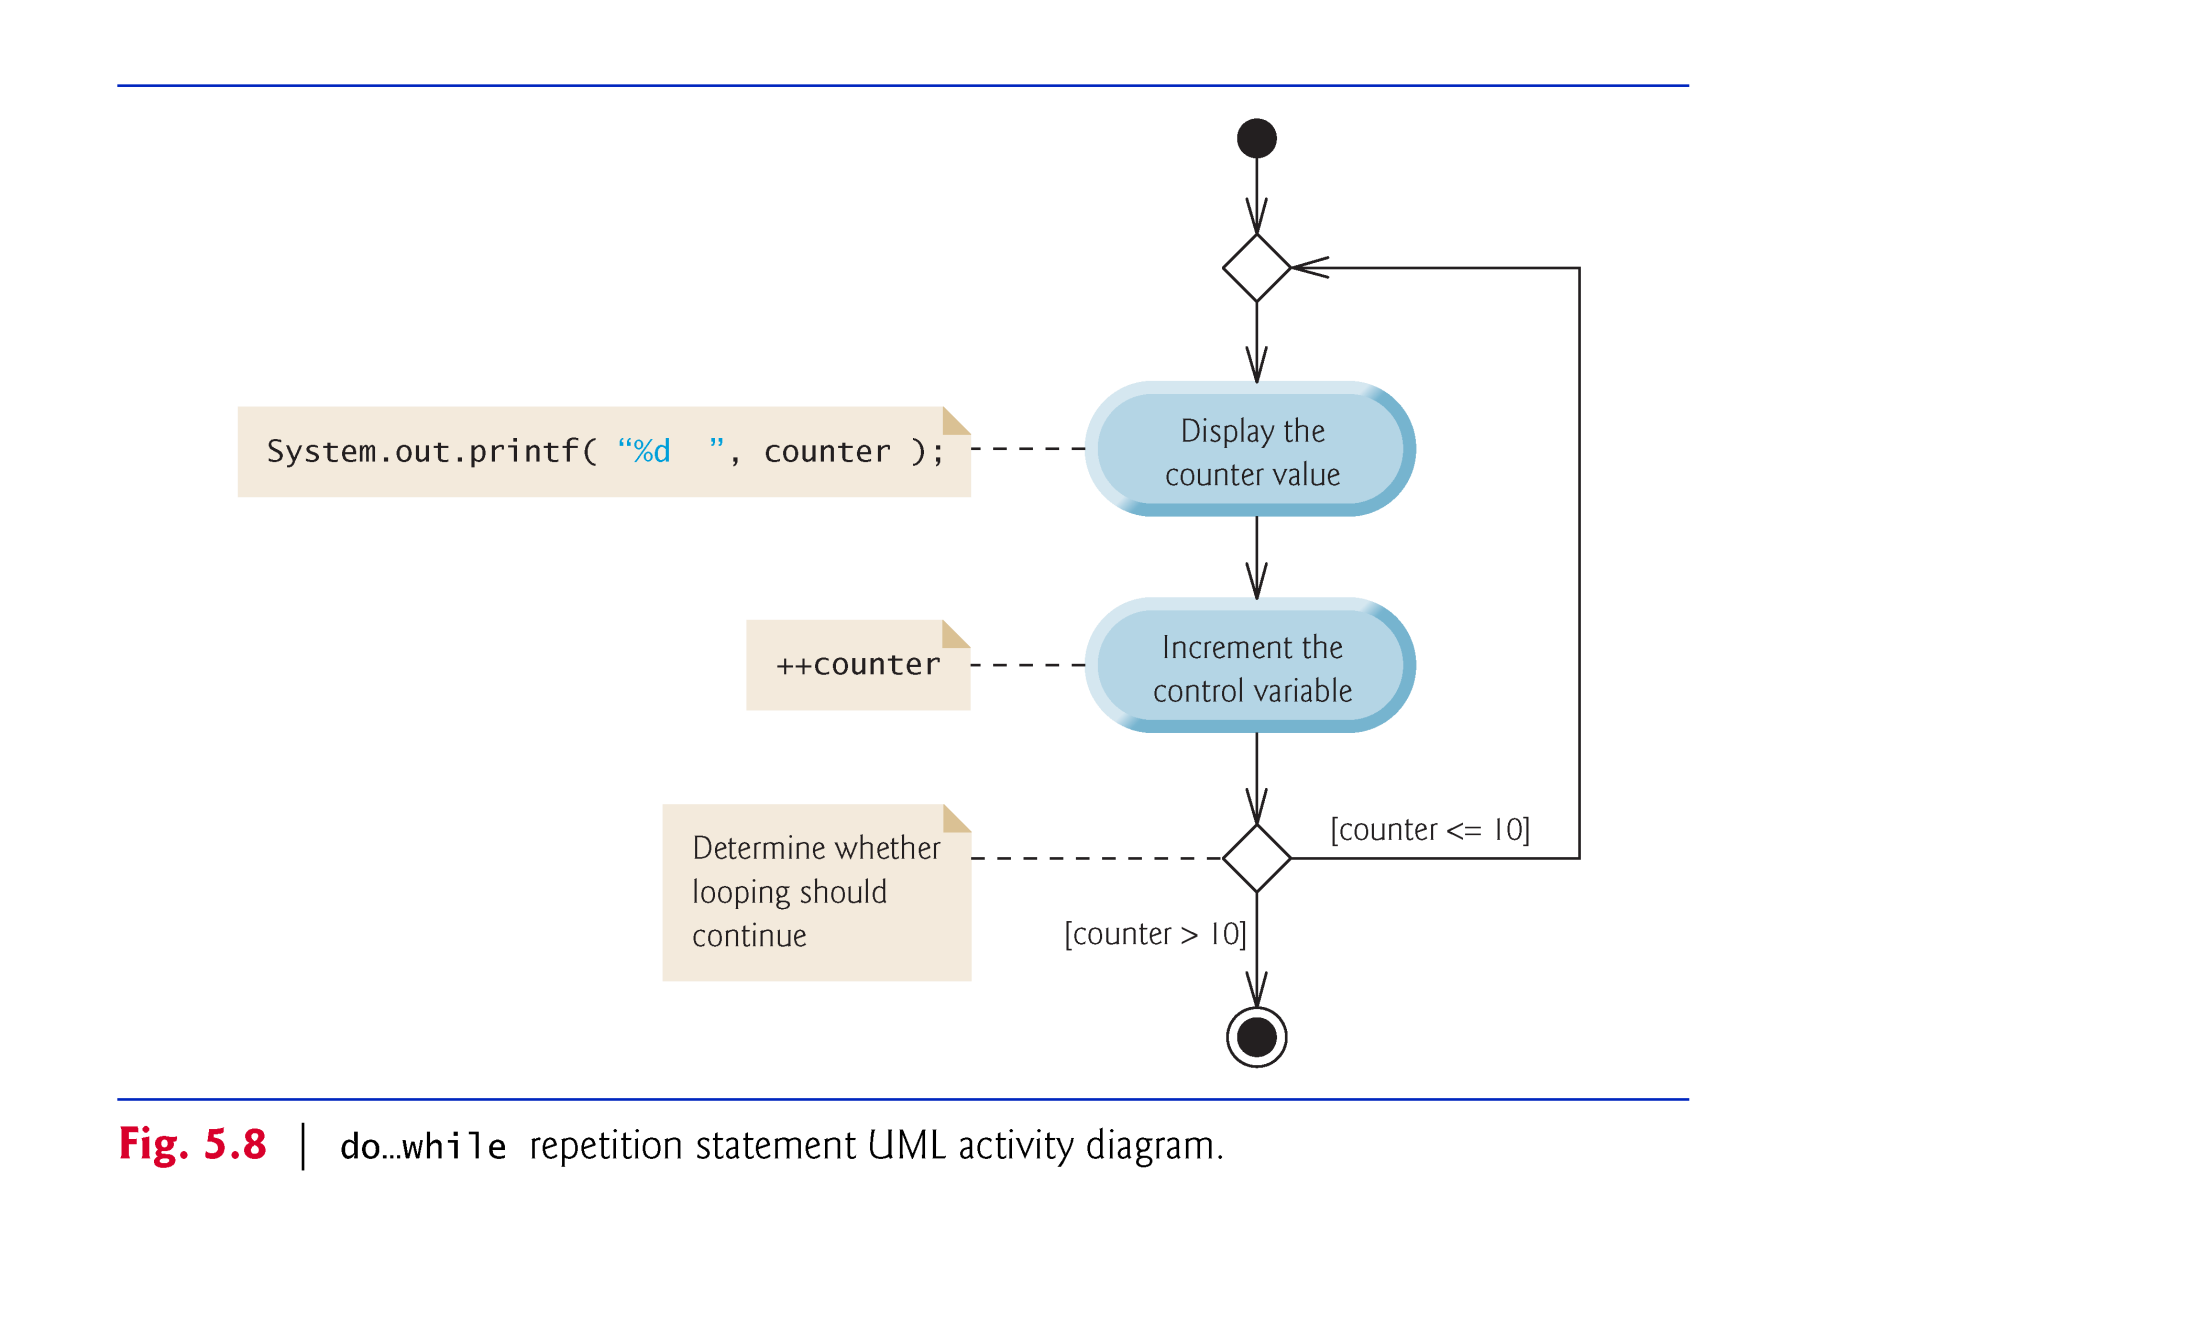 Display the
counter value
System.out.printf( “%d  ”, counter );
Increment the
control variable
++counter
Determine whether
looping should
continue
[counter <= 10]
[counter > 10]
Fig. 5.8 | do…while repetition statement UML activity diagram.